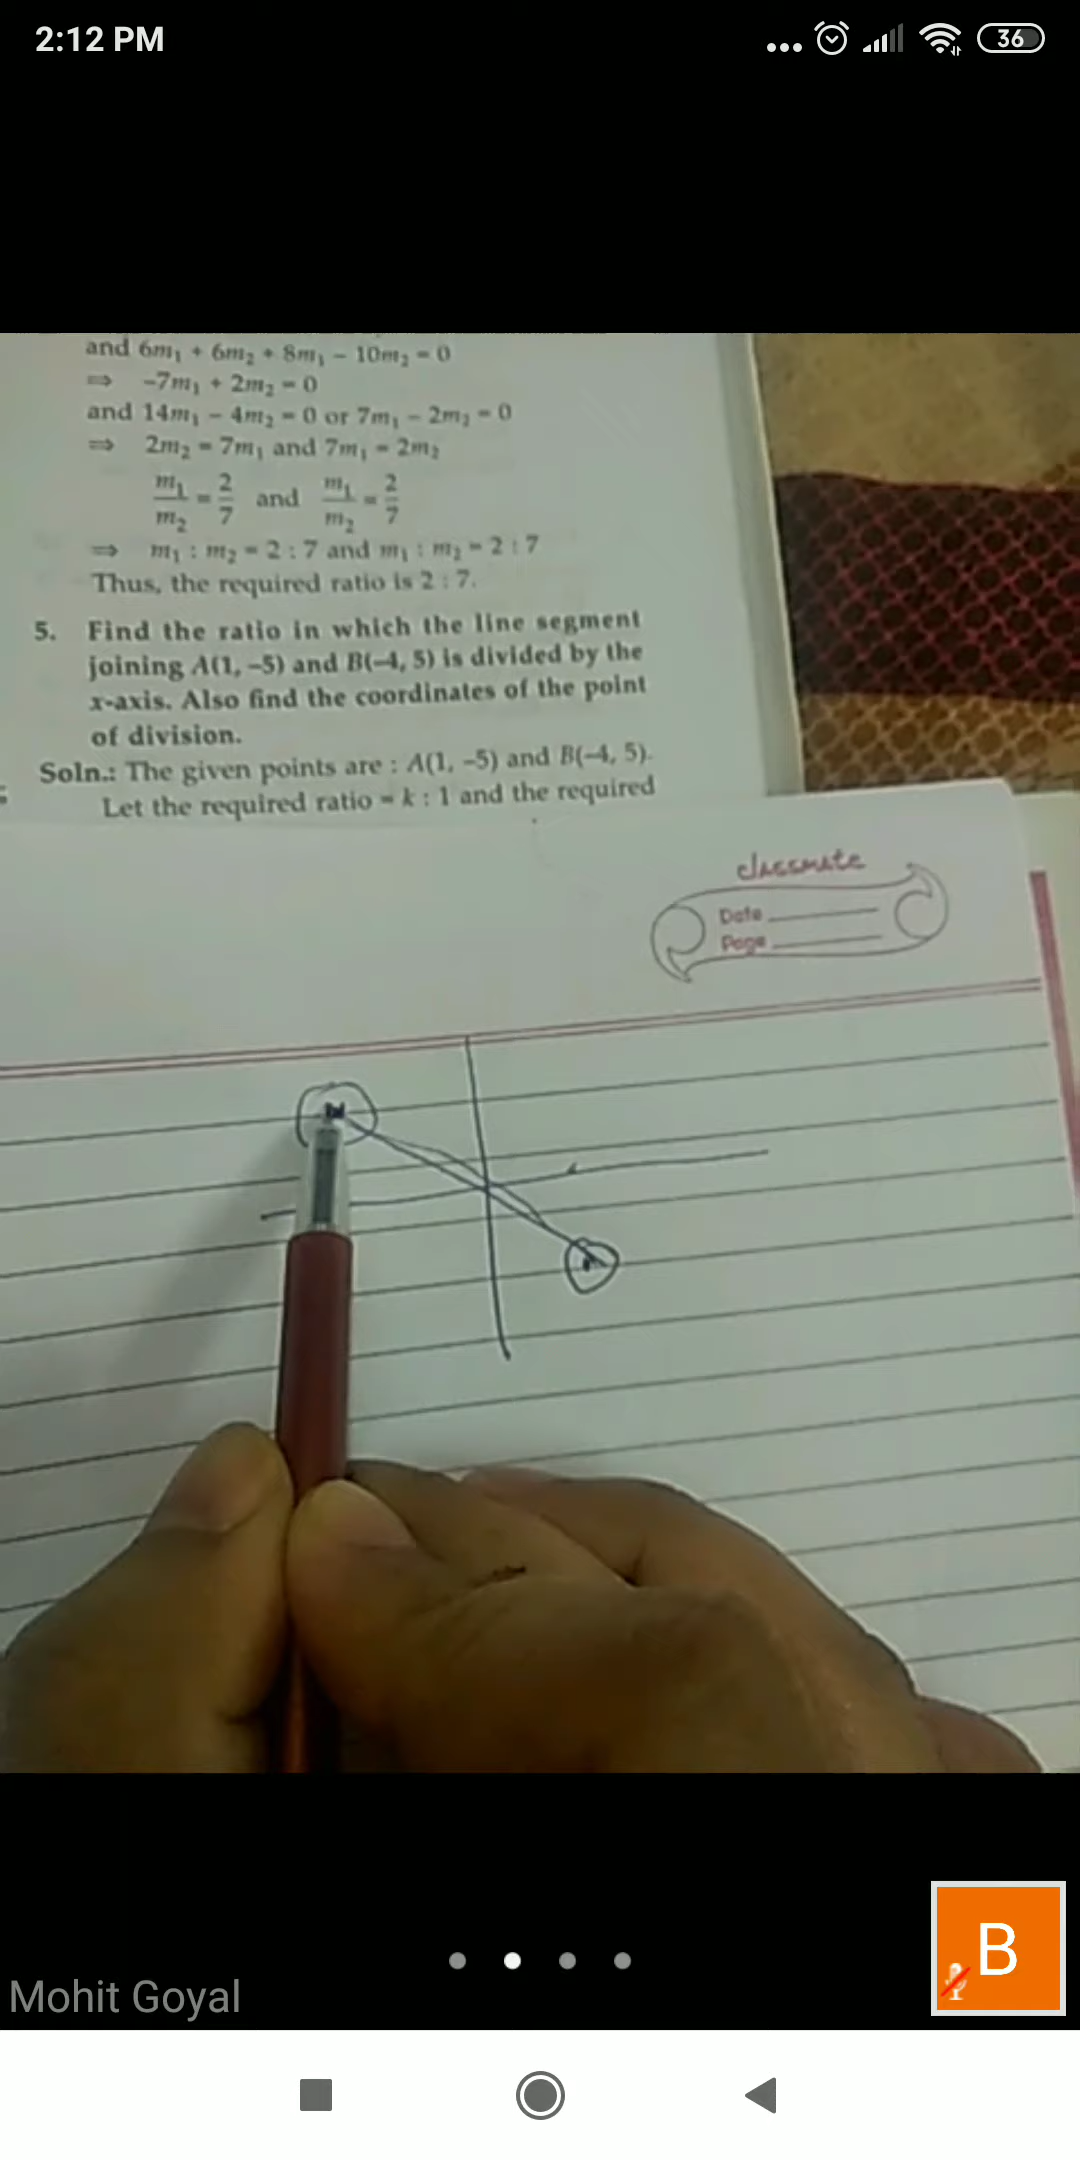 2:12 PM
36
and 6m₁ + 6m₂ + 8m₁ – 10m₂ = 0
⇒ –7m₁ + 2m₂ = 0
and 14m₁ – 4m₂ = 0 or 7m₁ – 2m₂ = 0
⇒ 2m₂ = 7m₁ and 7m₁ = 2m₂
m₁/m₂ = 2/7 and m₁/m₂ = 2/7
⇒ m₁ : m₂ = 2 : 7 and m₁ : m₂ = 2 : 7
Thus, the required ratio is 2 : 7.
5. Find the ratio in which the line segment
joining A(1, –5) and B(–4, 5) is divided by the
x-axis. Also find the coordinates of the point
of division.
Soln.: The given points are : A(1, –5) and B(–4, 5).
Let the required ratio = k : 1 and the required
classmate
Date
Page
B
Mohit Goyal